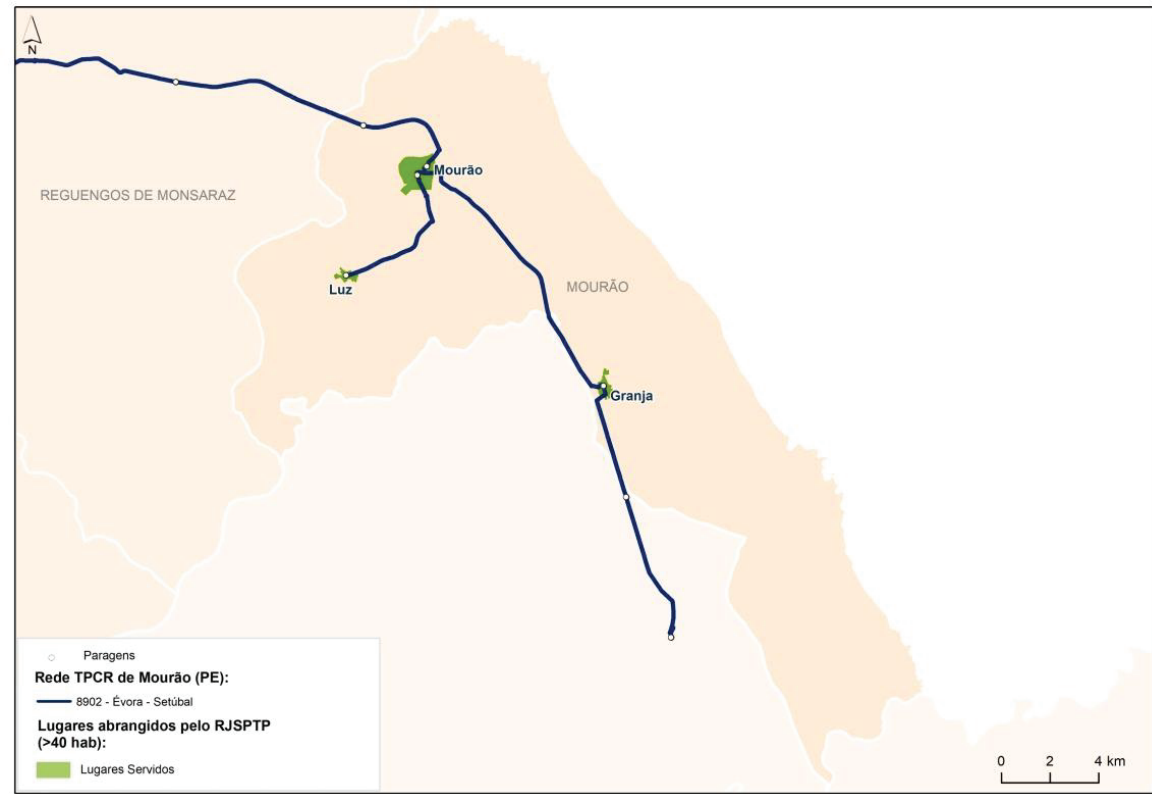 N
REGUENGOS DE MONSARAZ
Mourão
MOURÃO
Luz
Granja
Paragens
Rede TPCR de Mourão (PE):
8902 - Évora - Setúbal
Lugares abrangidos pelo RJSPTP
(>40 hab):
Lugares Servidos
0 2 4 km